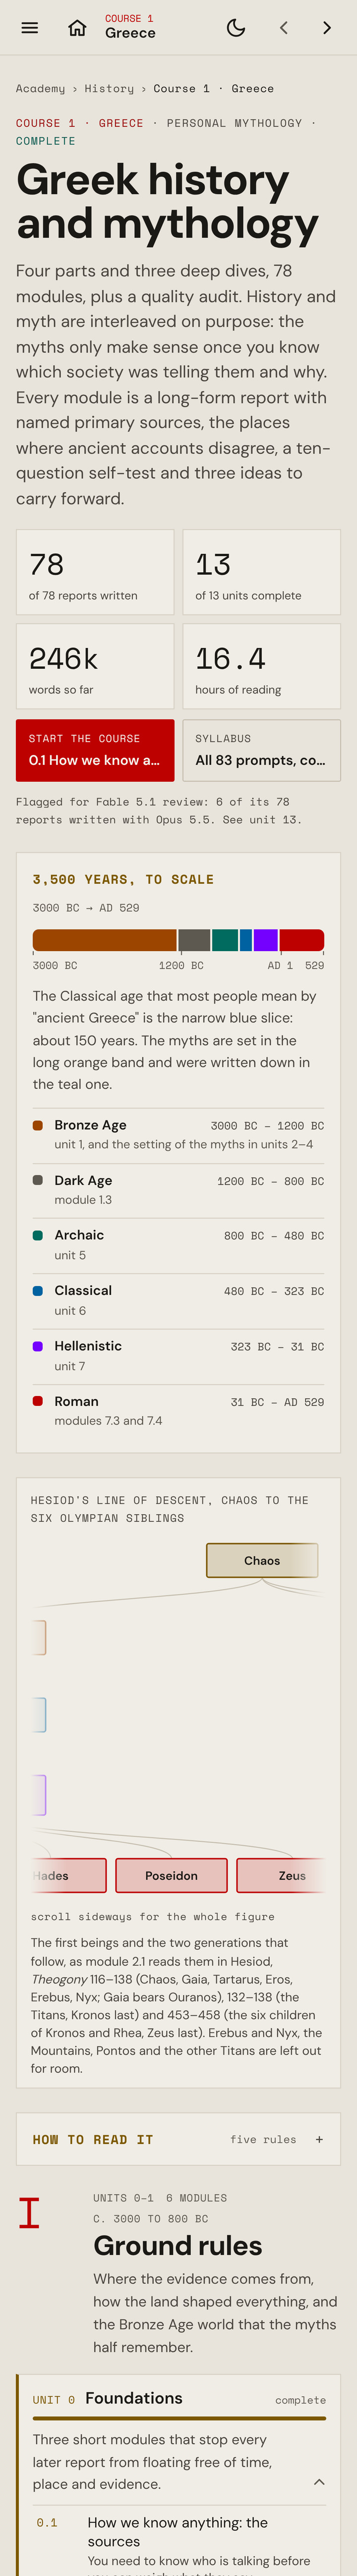 COURSE 1
Greece
Academy › History › Course 1 · Greece
COURSE 1 · GREECE · PERSONAL MYTHOLOGY ·
COMPLETE
Greek history
and mythology
Four parts and three deep dives, 78
modules, plus a quality audit. History and
myth are interleaved on purpose: the
myths only make sense once you know
which society was telling them and why.
Every module is a long-form report with
named primary sources, the places
where ancient accounts disagree, a ten-
question self-test and three ideas to
carry forward.
78
of 78 reports written
13
of 13 units complete
246k
words so far
16.4
hours of reading
START THE COURSE
0.1 How we know a...
SYLLABUS
All 83 prompts, co...
Flagged for Fable 5.1 review: 6 of its 78
reports written with Opus 5.5. See unit 13.
3,500 YEARS, TO SCALE
3000 BC → AD 529
3000 BC 1200 BC AD 1 529
The Classical age that most people mean by
"ancient Greece" is the narrow blue slice:
about 150 years. The myths are set in the
long orange band and were written down in
the teal one.
Bronze Age 3000 BC – 1200 BC
unit 1, and the setting of the myths in units 2–4
Dark Age 1200 BC – 800 BC
module 1.3
Archaic 800 BC – 480 BC
unit 5
Classical 480 BC – 323 BC
unit 6
Hellenistic 323 BC – 31 BC
unit 7
Roman 31 BC – AD 529
modules 7.3 and 7.4
HESIOD'S LINE OF DESCENT, CHAOS TO THE
SIX OLYMPIAN SIBLINGS
Chaos
Hades Poseidon Zeus
scroll sideways for the whole figure
The first beings and the two generations that
follow, as module 2.1 reads them in Hesiod,
Theogony 116–138 (Chaos, Gaia, Tartarus, Eros,
Erebus, Nyx; Gaia bears Ouranos), 132–138 (the
Titans, Kronos last) and 453–458 (the six children
of Kronos and Rhea, Zeus last). Erebus and Nyx, the
Mountains, Pontos and the other Titans are left out
for room.
HOW TO READ IT five rules +
I
UNITS 0–1 6 MODULES
C. 3000 TO 800 BC
Ground rules
Where the evidence comes from,
how the land shaped everything, and
the Bronze Age world that the myths
half remember.
UNIT 0 Foundations complete
Three short modules that stop every
later report from floating free of time,
place and evidence.
0.1 How we know anything: the
sources
You need to know who is talking before